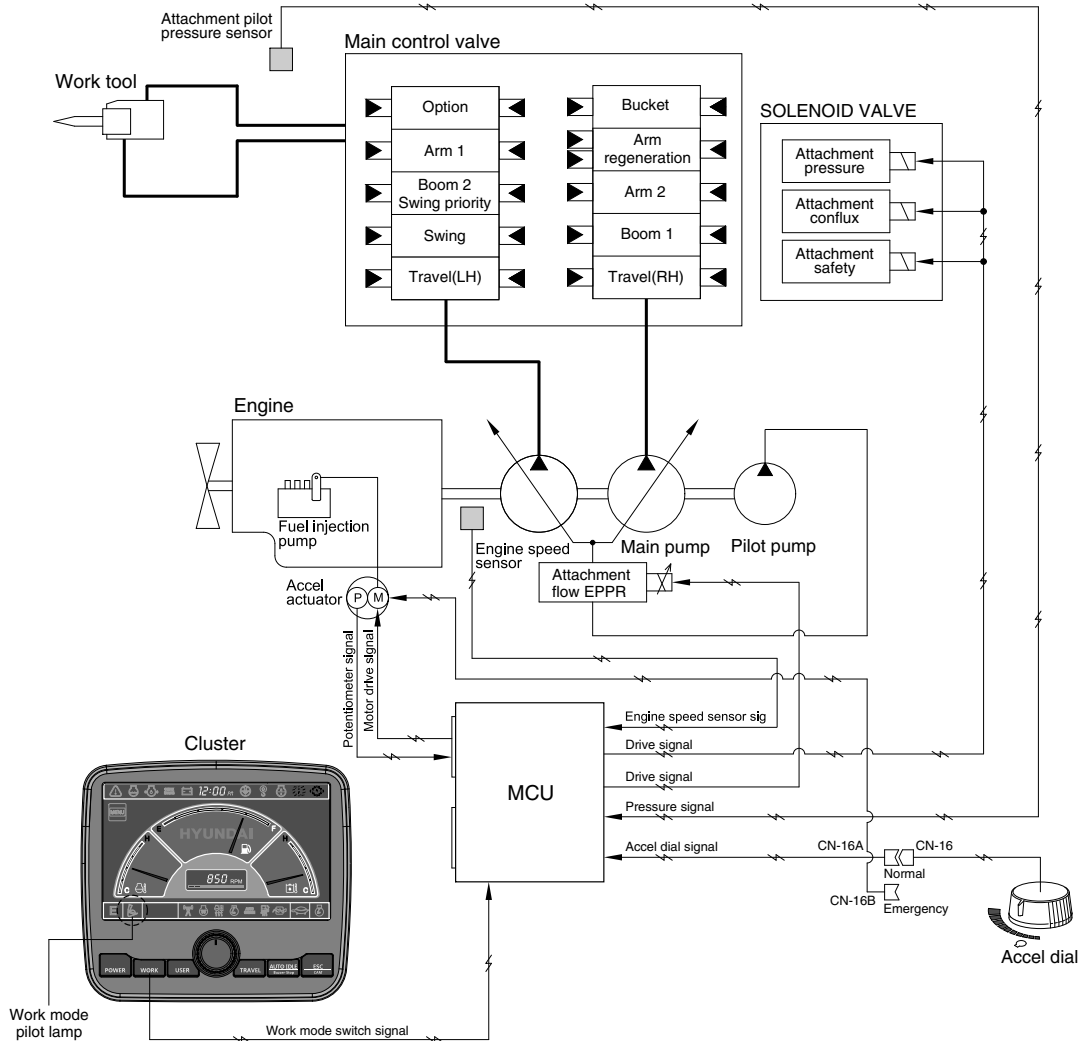 Attachment pilot
pressure sensor
Main control valve
Work tool
Option
Bucket
SOLENOID VALVE
Arm 1
Arm
regeneration
Attachment
pressure
Boom 2
Swing priority
Arm 2
Attachment
conflux
Swing
Boom 1
Attachment
safety
Travel(LH)
Travel(RH)
Engine
Fuel injection
pump
Engine speed
sensor
Main pump
Pilot pump
Accel
actuator
P
M
Attachment
flow EPPR
Potentiometer signal
Motor drive signal
Cluster
MCU
Engine speed sensor sig
Drive signal
Drive signal
Pressure signal
Accel dial signal
CN-16A
CN-16
Normal
CN-16B
Emergency
Accel dial
12:00
MENU
HYUNDAI
E
F
H
H
C
C
850 RPM
E
POWER
WORK
USER
TRAVEL
AUTO IDLE
ESC
CAM
Work mode
pilot lamp
Work mode switch signal